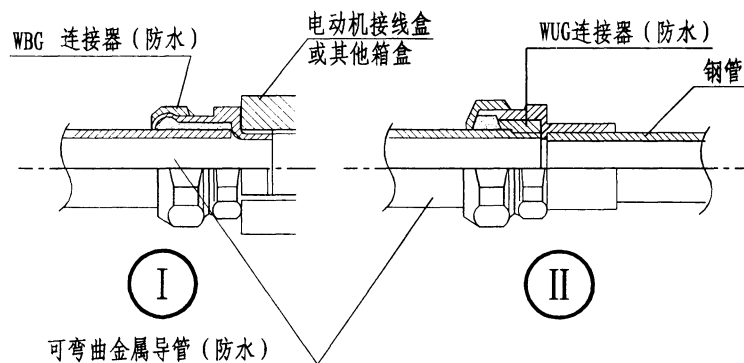 WBG 连接器(防水)
电动机接线盒
或其他箱盒
WUG连接器(防水)
钢管
I
II
可弯曲金属导管(防水)